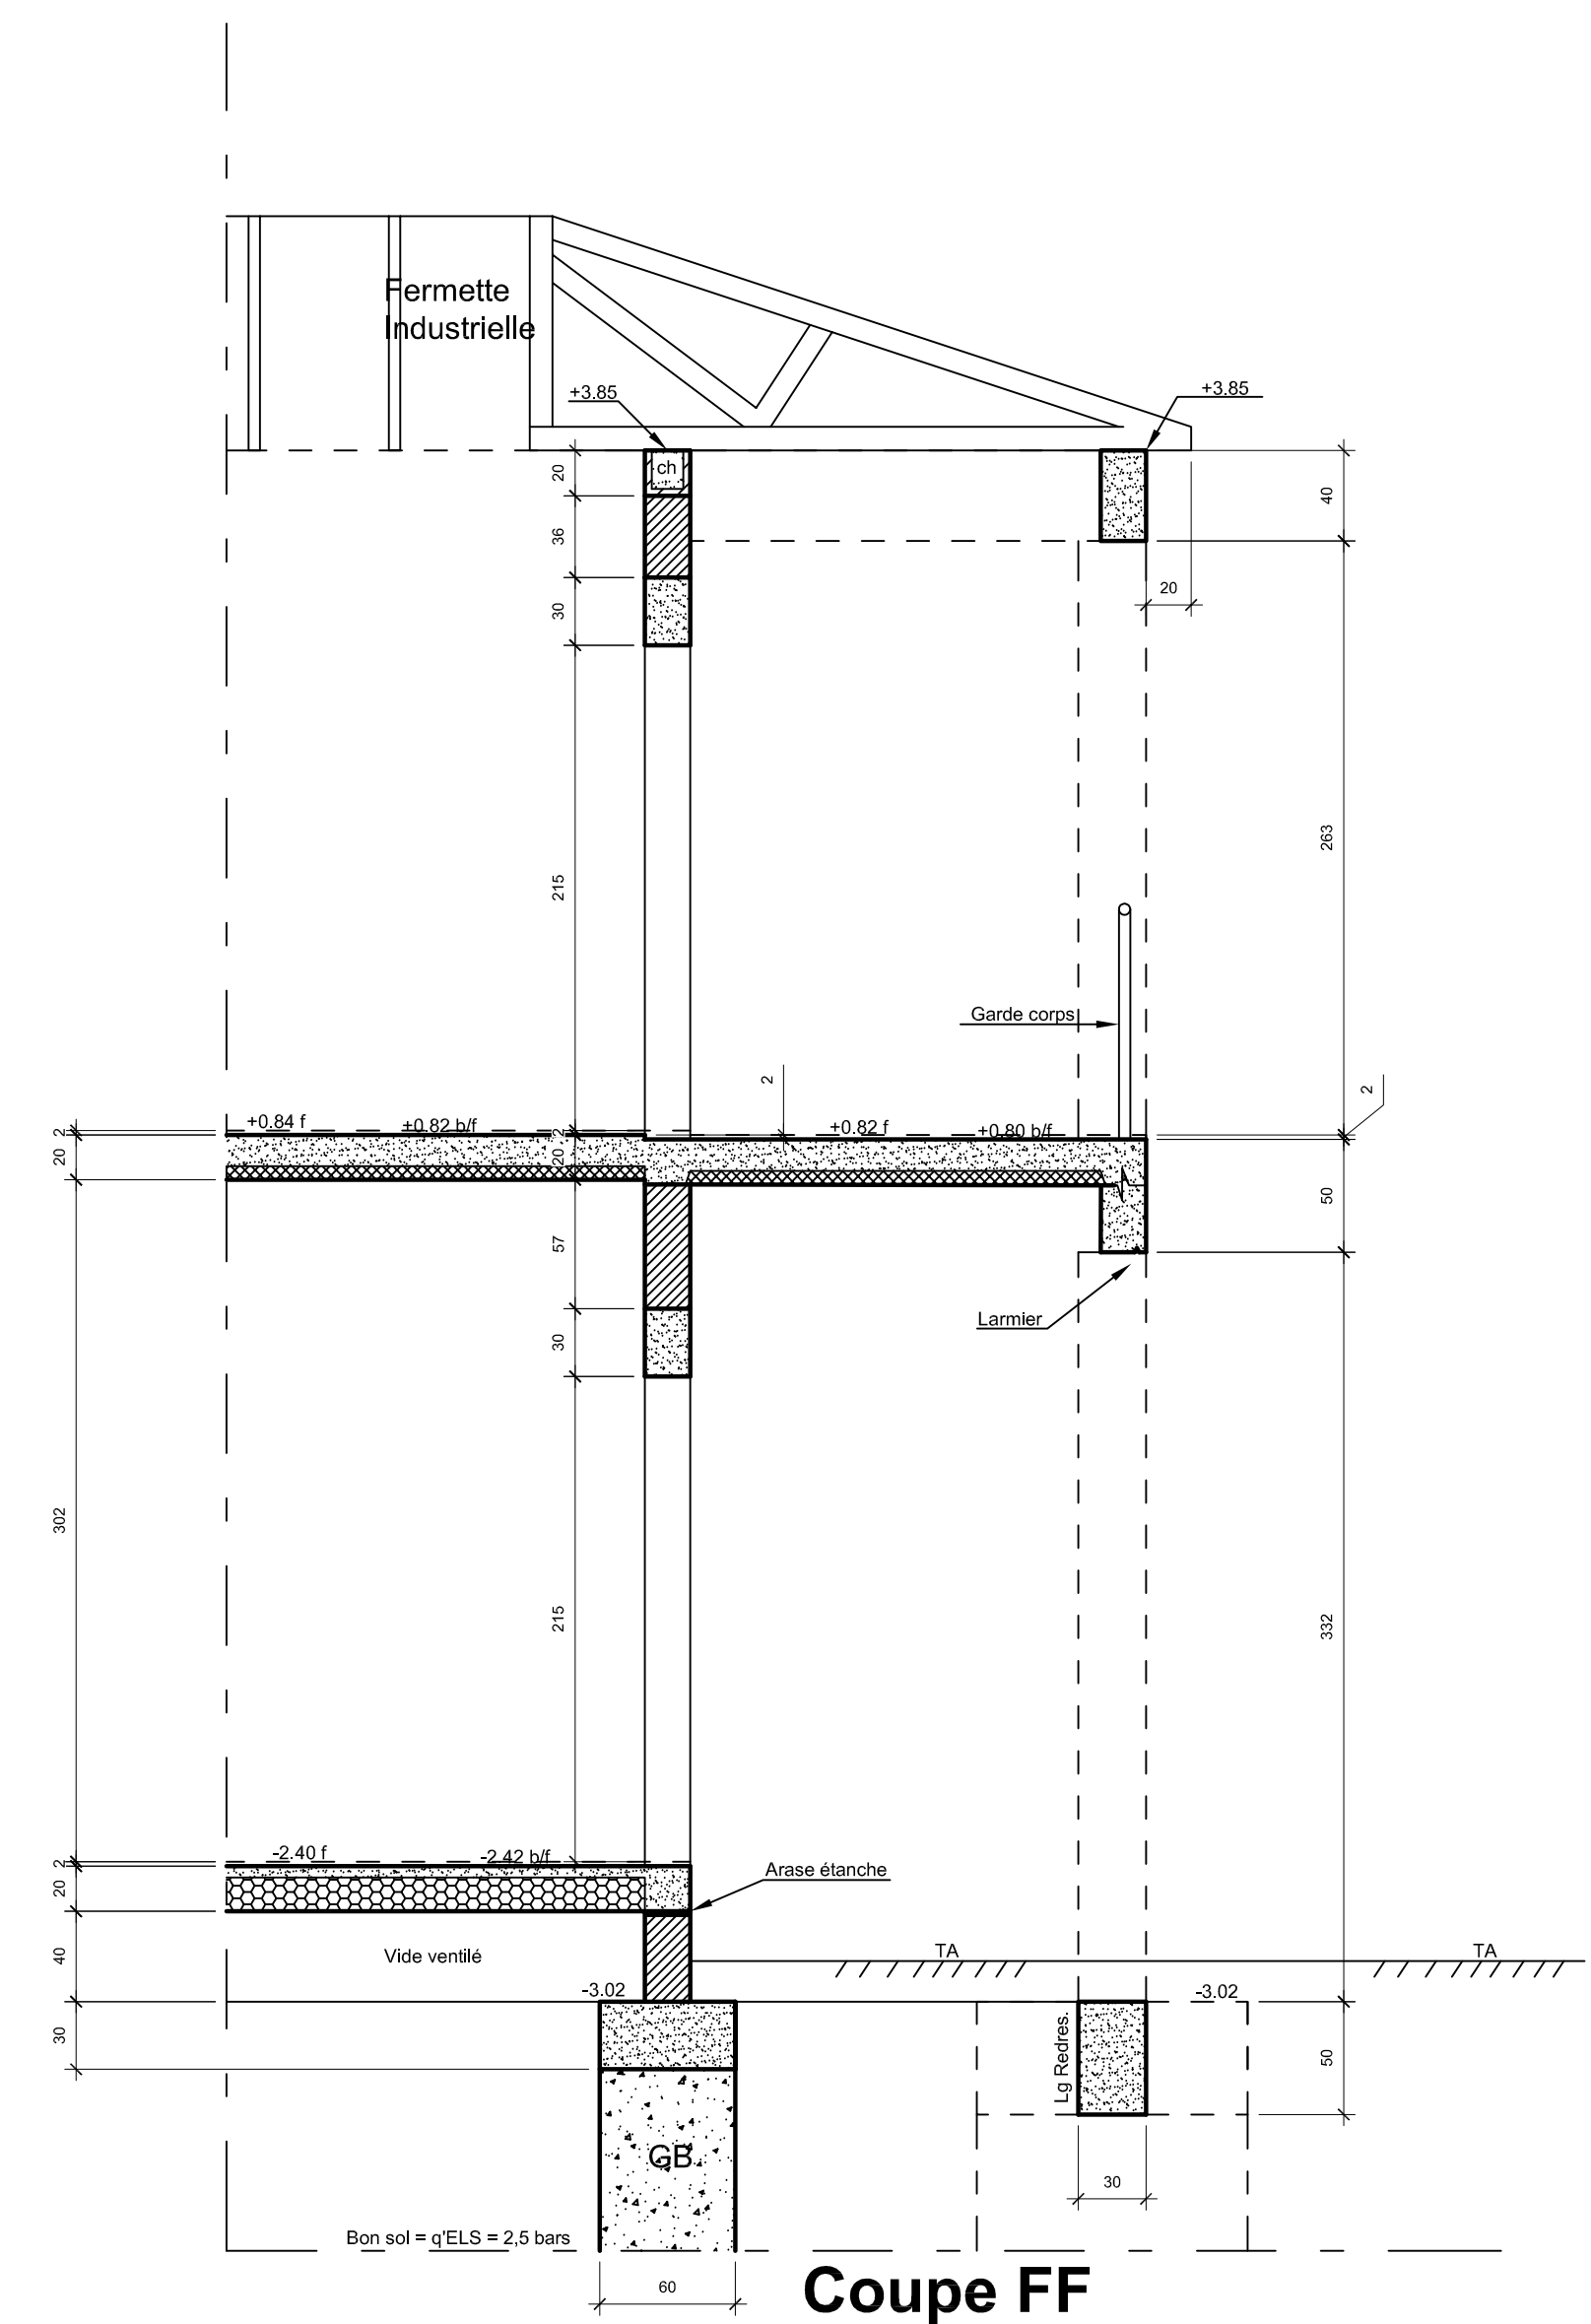 Fermette
Industrielle
+3.85
+3.85
ch
20
40
36
20
30
263
215
Garde corps
2
2
+0.84 f
+0.82 b/f
+0.82 f
+0.80 b/f
2
20
2
20
50
57
Larmier
30
302
215
332
-2.40 f
-2.42 b/f
2
20
Arase étanche
40
Vide ventilé
TA
TA
-3.02
-3.02
30
Lg Redres.
50
GB
30
Bon sol = q'ELS = 2,5 bars
60
Coupe FF